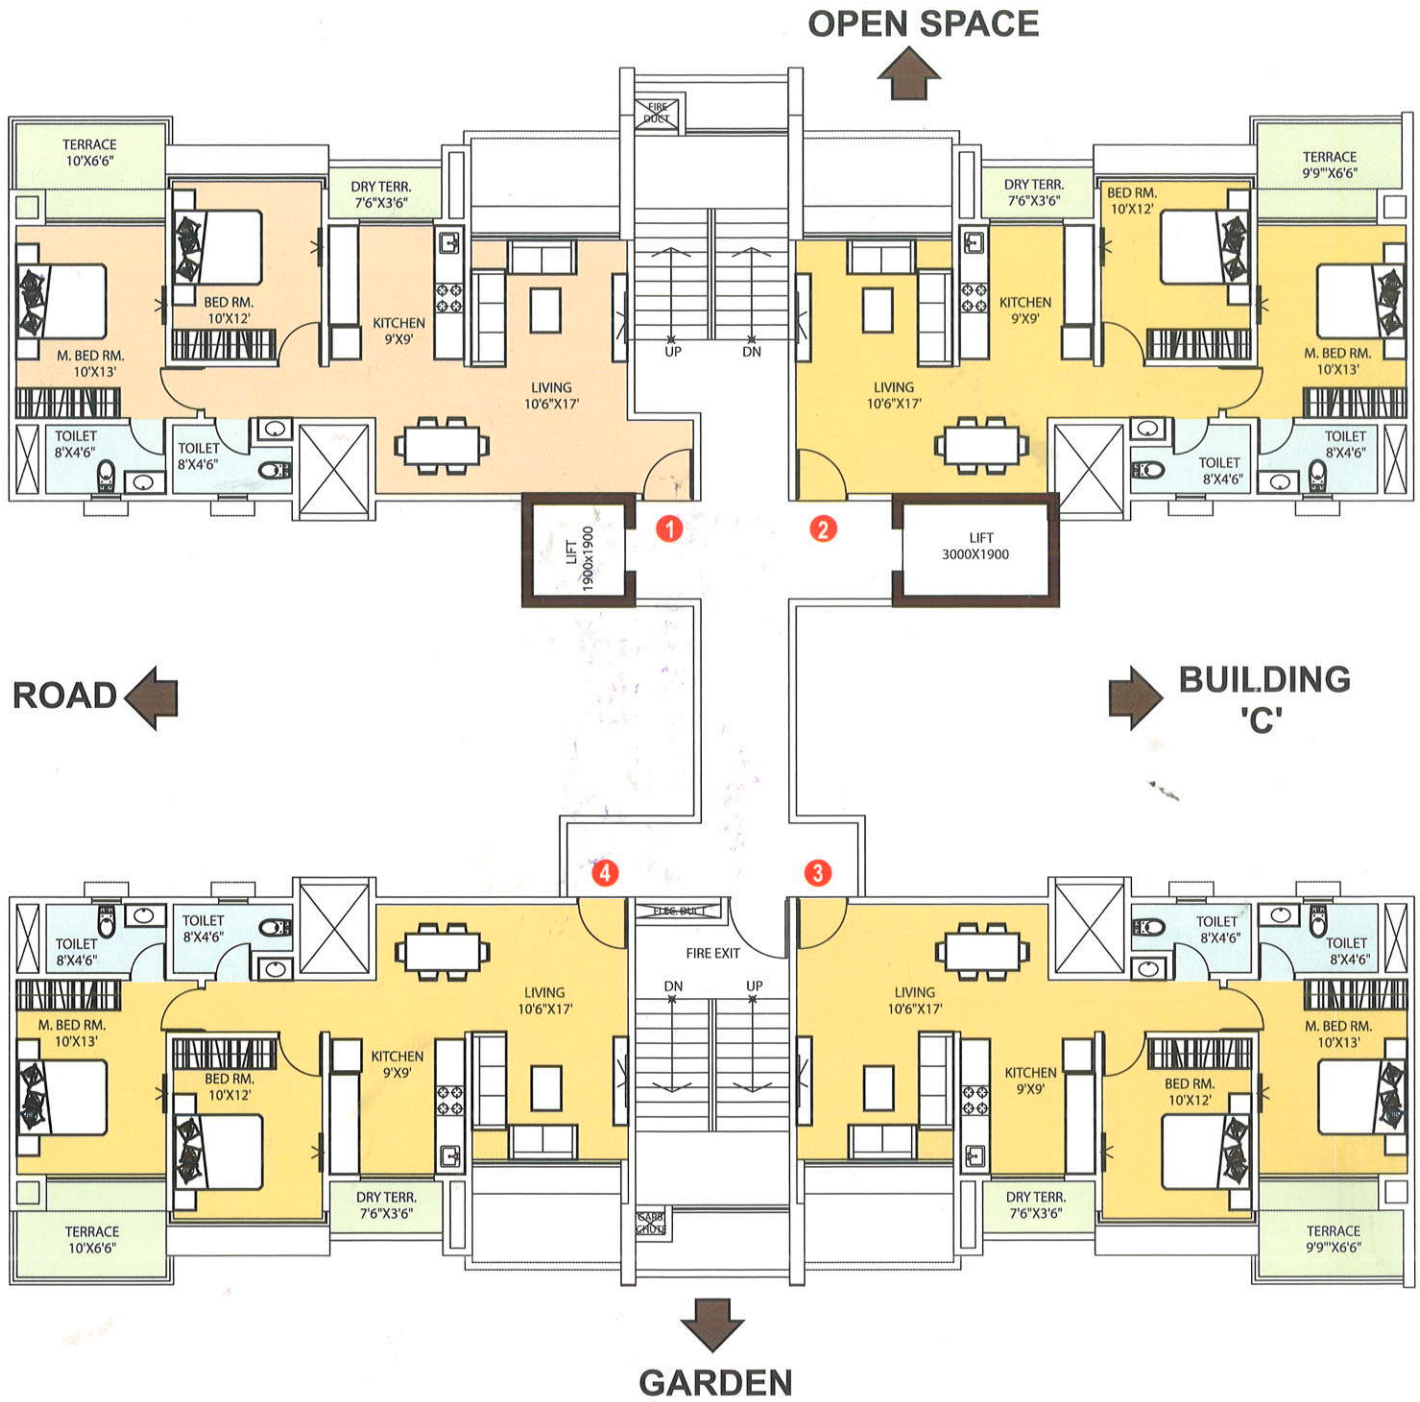 OPEN SPACE
FIRE
DUCT
TERRACE
10'X6'6"
DRY TERR.
7'6"X3'6"
DRY TERR.
7'6"X3'6"
BED RM.
10'X12'
TERRACE
9'9"'X6'6"
BED RM.
10'X12'
KITCHEN
9'X9'
KITCHEN
9'X9'
M. BED RM.
10'X13'
UP
DN
M. BED RM.
10'X13'
LIVING
10'6"X17'
LIVING
10'6"X17'
TOILET
8'X4'6"
TOILET
8'X4'6"
TOILET
8'X4'6"
TOILET
8'X4'6"
1
2
LIFT
1900x1900
LIFT
3000X1900
ROAD
BUILDING
'C'
4
3
TOILET
8'X4'6"
TOILET
8'X4'6"
ELEC. DUCT
FIRE EXIT
TOILET
8'X4'6"
TOILET
8'X4'6"
DN
UP
LIVING
10'6"X17'
LIVING
10'6"X17'
M. BED RM.
10'X13'
M. BED RM.
10'X13'
KITCHEN
9'X9'
KITCHEN
9'X9'
BED RM.
10'X12'
BED RM.
10'X12'
DRY TERR.
7'6"X3'6"
DRY TERR.
7'6"X3'6"
GARB
CHUTE
TERRACE
10'X6'6"
TERRACE
9'9"'X6'6"
GARDEN